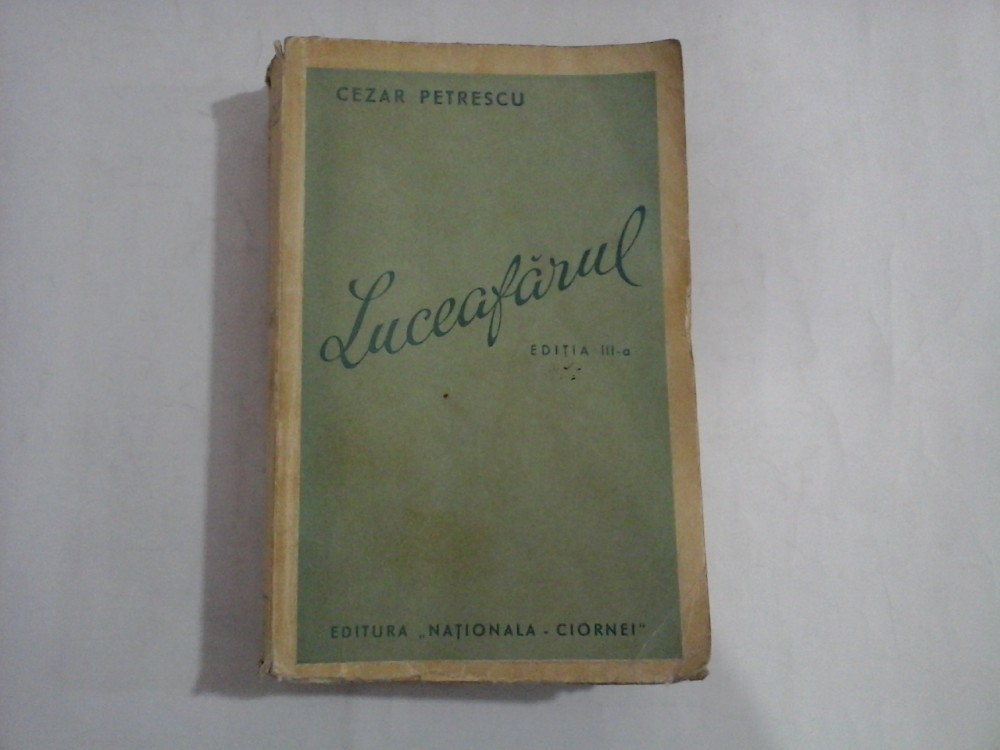 CEZAR PETRESCU
Luceafărul
EDIȚIA III-a
EDITURA „NAȚIONALA - CIORNEI"